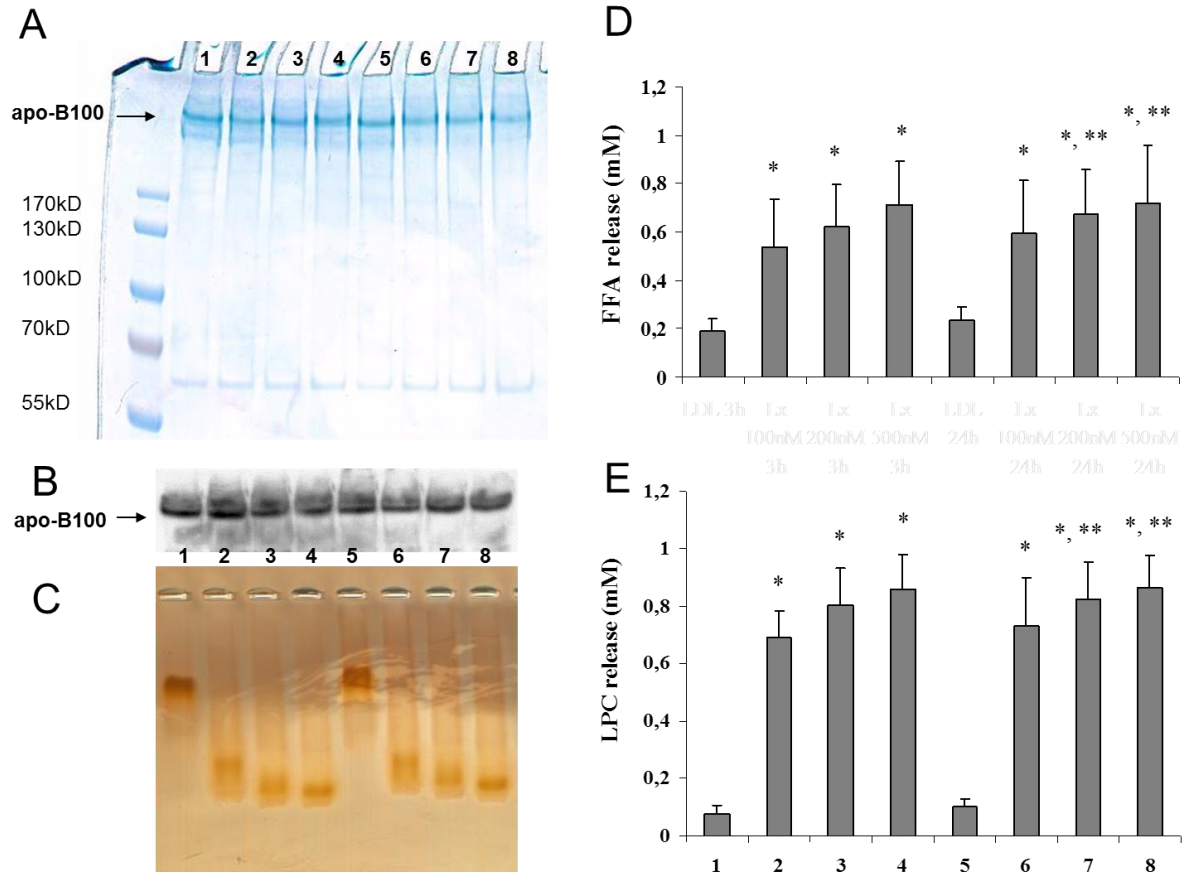 A
1 2 3 4 5 6 7 8
apo-B100
170kD
130kD
100kD
70kD
55kD
B
apo-B100
1 2 3 4 5 6 7 8
C
D
FFA release (mM)
1,2
1
0,8
0,6
0,4
0,2
0
* * * * *, ** *, **
LDL 3h Lx Lx Lx LDL Lx Lx Lx
100nM 200nM 500nM 24h 100nM 200nM 500nM
3h 3h 3h 24h 24h 24h
E
LPC release (mM)
1,2
1
0,8
0,6
0,4
0,2
0
* * * * *, ** *, **
1 2 3 4 5 6 7 8